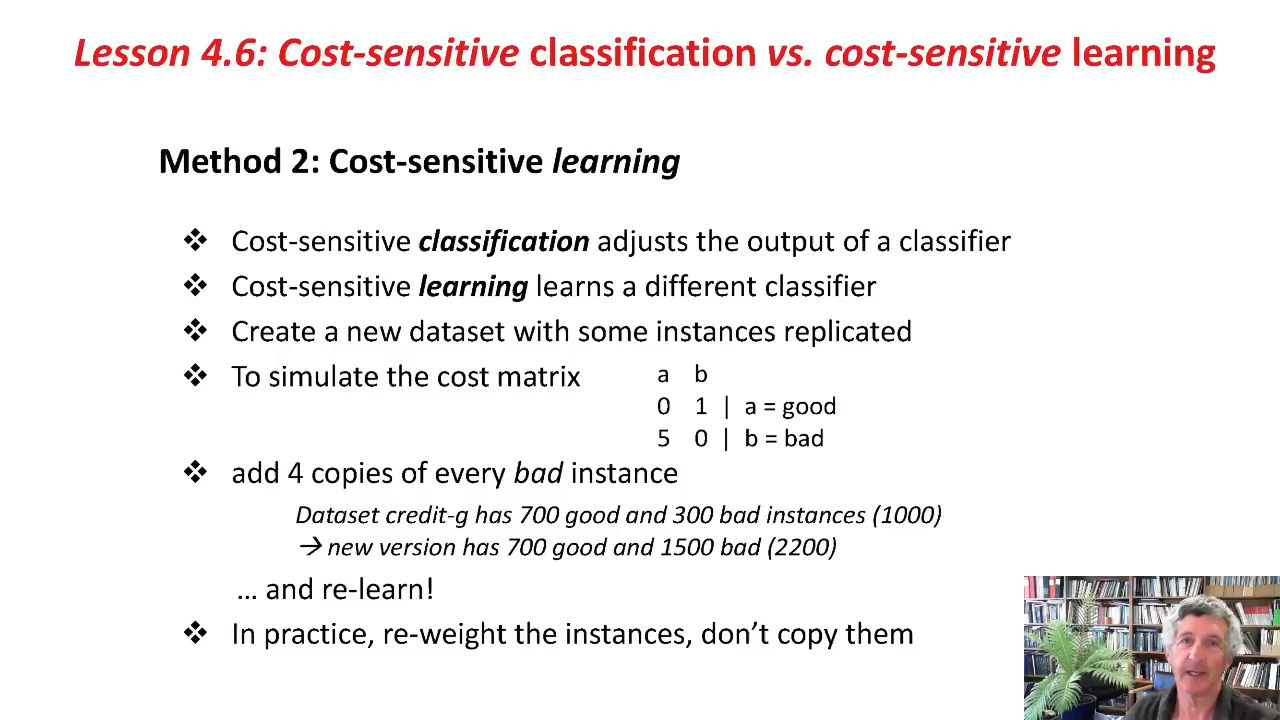 Lesson 4.6: Cost-sensitive classification vs. cost-sensitive learning
Method 2: Cost-sensitive learning
❖ Cost-sensitive classification adjusts the output of a classifier
❖ Cost-sensitive learning learns a different classifier
❖ Create a new dataset with some instances replicated
❖ To simulate the cost matrix
a b
0 1 | a = good
5 0 | b = bad
❖ add 4 copies of every bad instance
Dataset credit-g has 700 good and 300 bad instances (1000)
→ new version has 700 good and 1500 bad (2200)
… and re-learn!
❖ In practice, re-weight the instances, don’t copy them